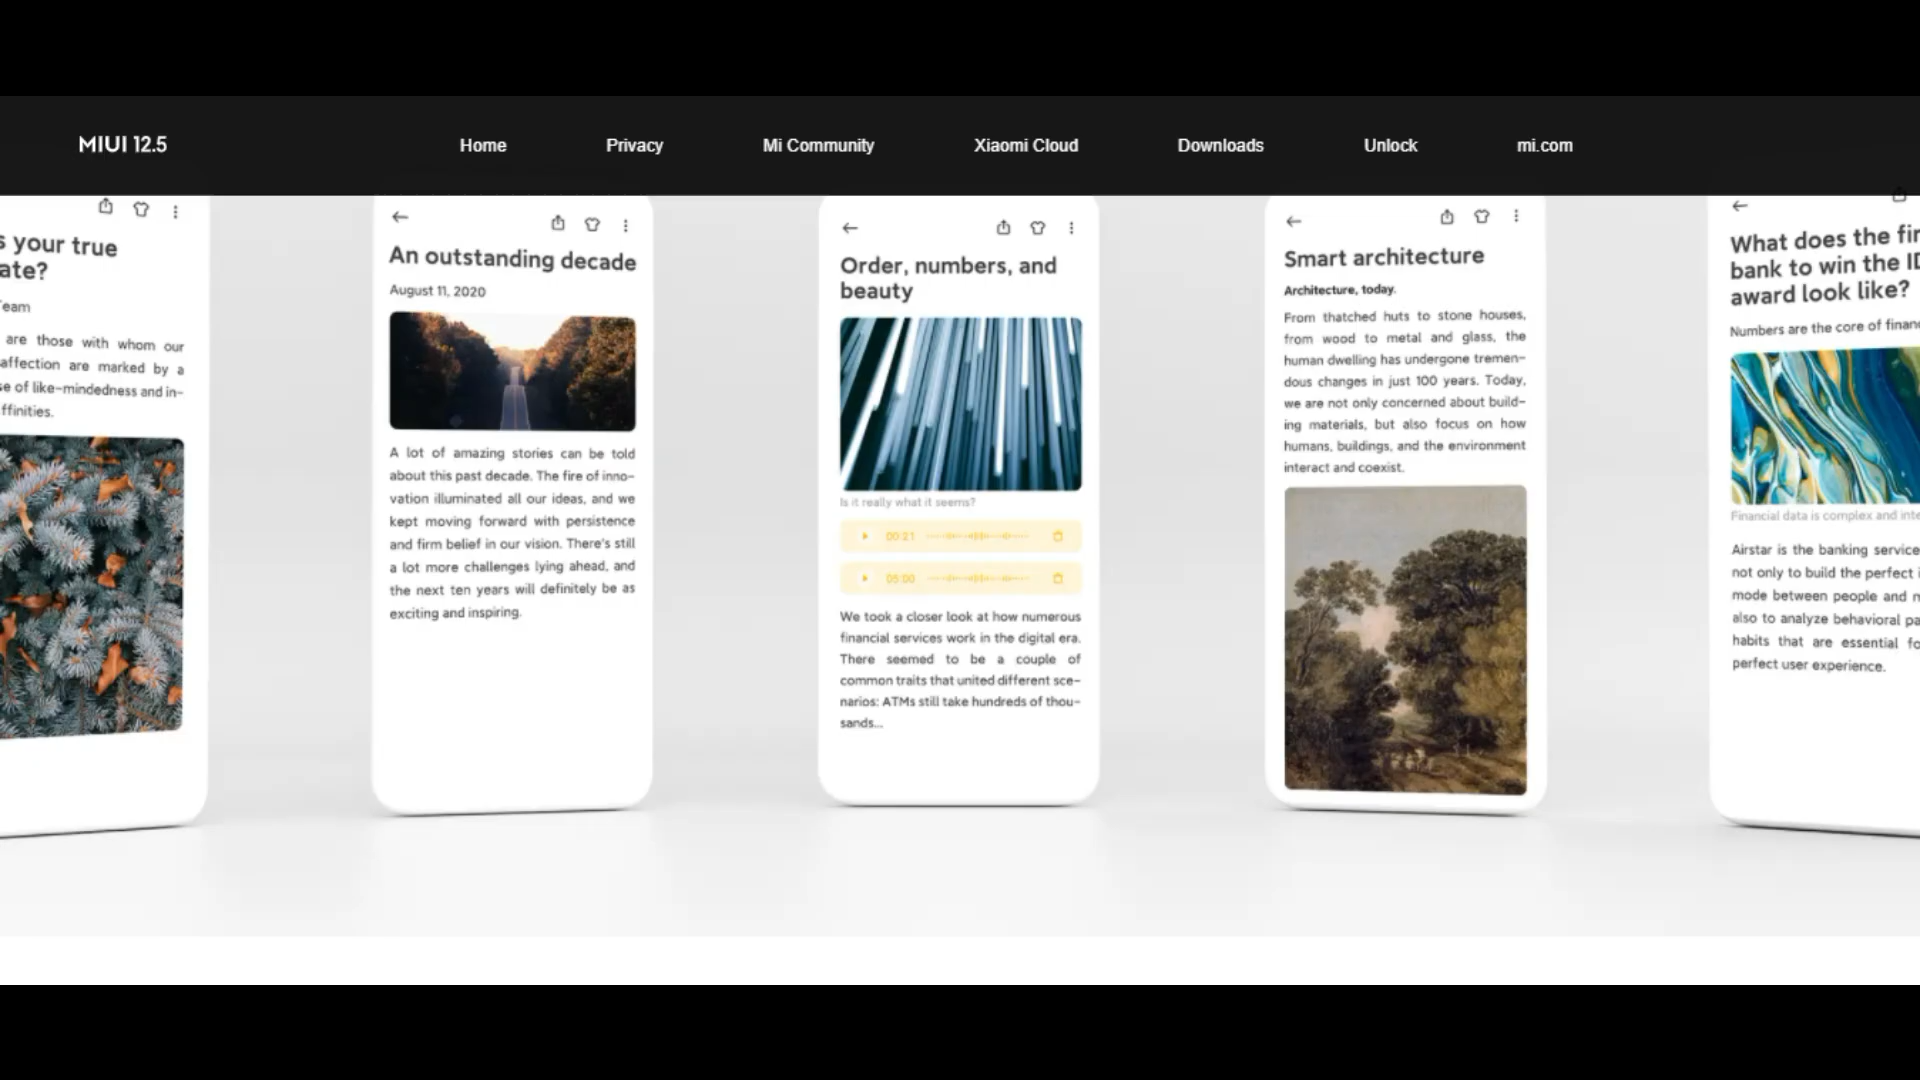 MIUI 12.5
Home
Privacy
Mi Community
Xiaomi Cloud
Downloads
Unlock
mi.com
s your true
ate?
Team
are those with whom our
affection are marked by a
se of like-mindedness and in-
ffinities.
An outstanding decade
August 11, 2020
A lot of amazing stories can be told
about this past decade. The fire of inno-
vation illuminated all our ideas, and we
kept moving forward with persistence
and firm belief in our vision. There's still
a lot more challenges lying ahead, and
the next ten years will definitely be as
exciting and inspiring.
Order, numbers, and
beauty
Is it really what it seems?
00:21
05:00
We took a closer look at how numerous
financial services work in the digital era.
There seemed to be a couple of
common traits that united different sce-
narios: ATMs still take hundreds of thou-
sands...
Smart architecture
Architecture, today.
From thatched huts to stone houses,
from wood to metal and glass, the
human dwelling has undergone tremen-
dous changes in just 100 years. Today,
we are not only concerned about build-
ing materials, but also focus on how
humans, buildings, and the environment
interact and coexist.
What does the fir
bank to win the ID
award look like?
Numbers are the core of financ
Financial data is complex and inte
Airstar is the banking service
not only to build the perfect i
mode between people and m
also to analyze behavioral pa
habits that are essential fo
perfect user experience.